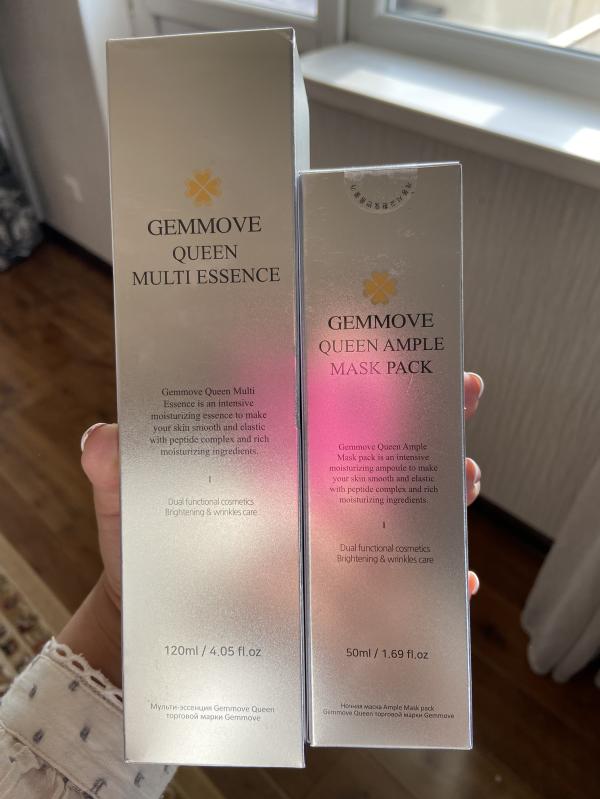 GEMMOVE
QUEEN
MULTI ESSENCE
Gemmove Queen Multi
Essence is an intensive
moisturizing essence to make
your skin smooth and elastic
with peptide complex and rich
moisturizing ingredients.
Dual functional cosmetics
Brightening & wrinkles care
120ml / 4.05 fl.oz
Мульти-эссенция Gemmove Queen
торговой марки Gemmove
GEMMOVE
QUEEN AMPLE
MASK PACK
Gemmove Queen Ample
Mask pack is an intensive
moisturizing ampoule to make
your skin smooth and elastic
with peptide complex and rich
moisturizing ingredients.
Dual functional cosmetics
Brightening & wrinkles care
50ml / 1.69 fl.oz
Ночная маска Ample Mask pack
Gemmove Queen торговой марки Gemmove